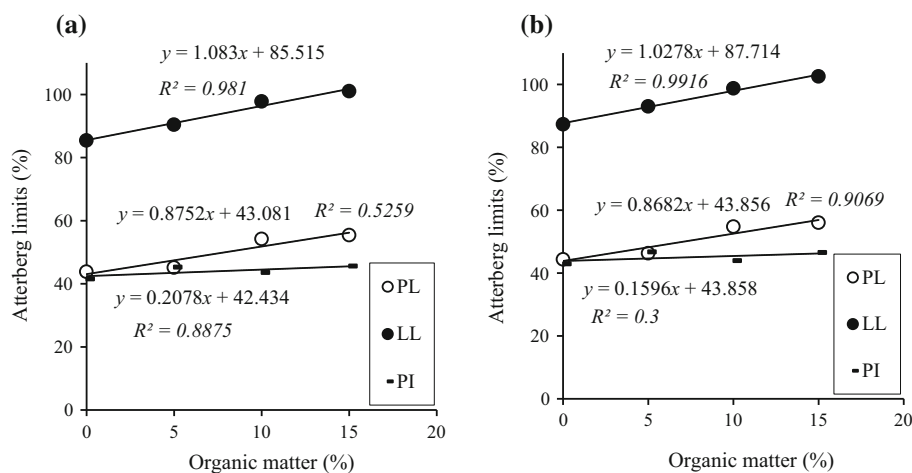 (a)
y = 1.083x + 85.515
R² = 0.981
y = 0.8752x + 43.081
R² = 0.5259
y = 0.2078x + 42.434
R² = 0.8875
Atterberg limits (%)
100
80
60
40
20
0
0 5 10 15 20
Organic matter (%)
PL
LL
PI
(b)
y = 1.0278x + 87.714
R² = 0.9916
y = 0.8682x + 43.856
R² = 0.9069
y = 0.1596x + 43.858
R² = 0.3
Atterberg limits (%)
100
80
60
40
20
0
0 5 10 15 20
Organic matter (%)
PL
LL
PI